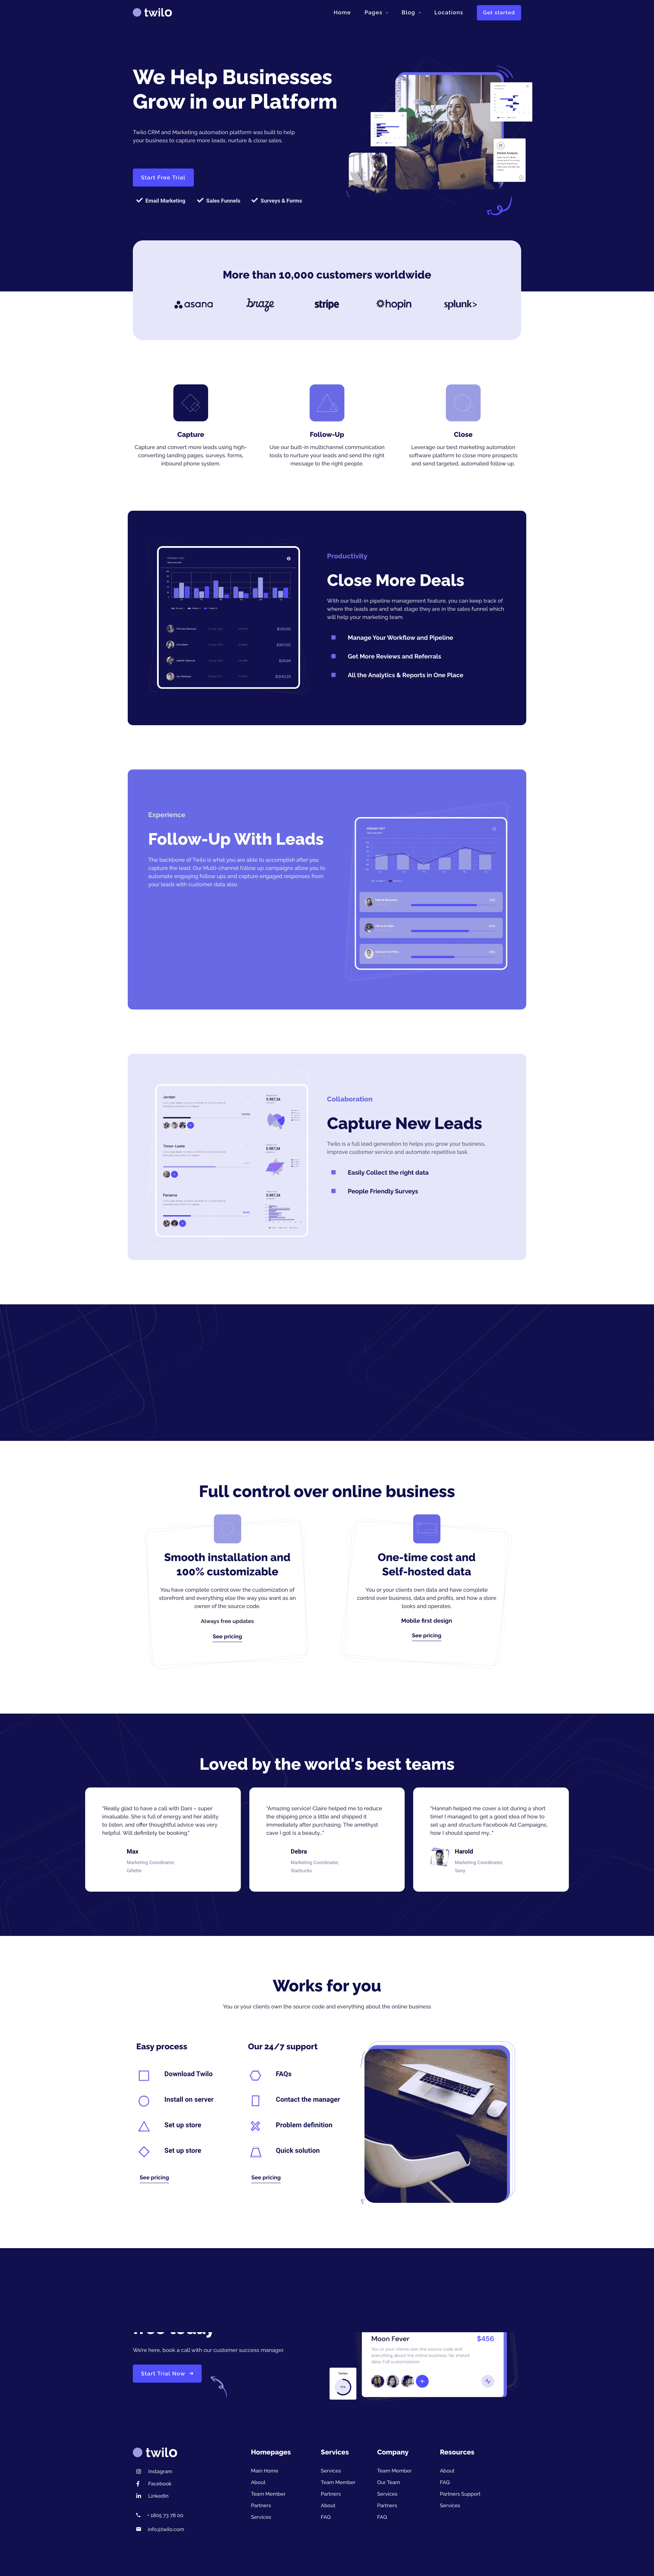 twilo
Home Pages Blog Locations Get started
We Help Businesses
Grow in our Platform
Twilo CRM and Marketing automation platform was built to help
your business to capture more leads, nurture & close sales.
Start Free Trial
Email Marketing Sales Funnels Surveys & Forms
More than 10,000 customers worldwide
asana braze stripe hopin splunk>
Capture
Capture and convert more leads using high-
converting landing pages, surveys, forms,
inbound phone system.
Follow-Up
Use our built-in multichannel communication
tools to nurture your leads and send the right
message to the right people.
Close
Leverage our best marketing automation
software platform to close more prospects
and send targeted, automated follow up.
Productivity
Close More Deals
With our built-in pipeline management feature, you can keep track of
where the leads are and what stage they are in the sales funnel which
will help your marketing team.
Manage Your Workflow and Pipeline
Get More Reviews and Referrals
All the Analytics & Reports in One Place
Experience
Follow-Up With Leads
The backbone of Twilo is what you are able to accomplish after you
capture the lead. Our Multi-channel follow up campaigns allow you to
automate engaging follow ups and capture engaged responses from
your leads with customer data also.
Jordan
Timor-Leste
Panama
Collaboration
Capture New Leads
Twilo is a full lead generation to helps you grow your business,
improve customer service and automate repetitive task.
Easily Collect the right data
People Friendly Surveys
Full control over online business
Smooth installation and
100% customizable
You have complete control over the customization of
storefront and everything else the way you want as an
owner of the source code.
Always free updates
See pricing
One-time cost and
Self-hosted data
You or your clients own data and have complete
control over business, data and profits, and how a store
looks and operates.
Mobile first design
See pricing
Loved by the world's best teams
"Really glad to have a call with Dani – super
invaluable. She is full of energy and her ability
to listen, and offer thoughtful advice was very
helpful. Will definitely be booking."
Max
Marketing Coordinator,
Gillette
"Amazing service! Claire helped me to reduce
the shipping price a little and shipped it
immediately after purchasing. The amethyst
cave I got is a beauty..."
Debra
Marketing Coordinator,
Starbucks
"Hannah helped me cover a lot during a short
time! I managed to get a good idea of how to
set up and structure Facebook Ad Campaigns,
how I should spend my..."
Harold
Marketing Coordinator,
Sony
Works for you
You or your clients own the source code and everything about the online business
Easy process
Download Twilo
Install on server
Set up store
Set up store
See pricing
Our 24/7 support
FAQs
Contact the manager
Problem definition
Quick solution
See pricing
free today
We're here, book a call with our customer success manager.
Start Trial Now
Moon Fever $456
You or your clients own the source code and
everything about the online business. No shared
data. Full customization.
twilo
Instagram
Facebook
LinkedIn
+ 1805 73 78 00
info@twilo.com
Homepages
Main Home
About
Team Member
Partners
Services
Services
Services
Team Member
Partners
About
FAQ
Company
Team Member
Our Team
Services
Partners
FAQ
Resources
About
FAQ
Partners Support
Services